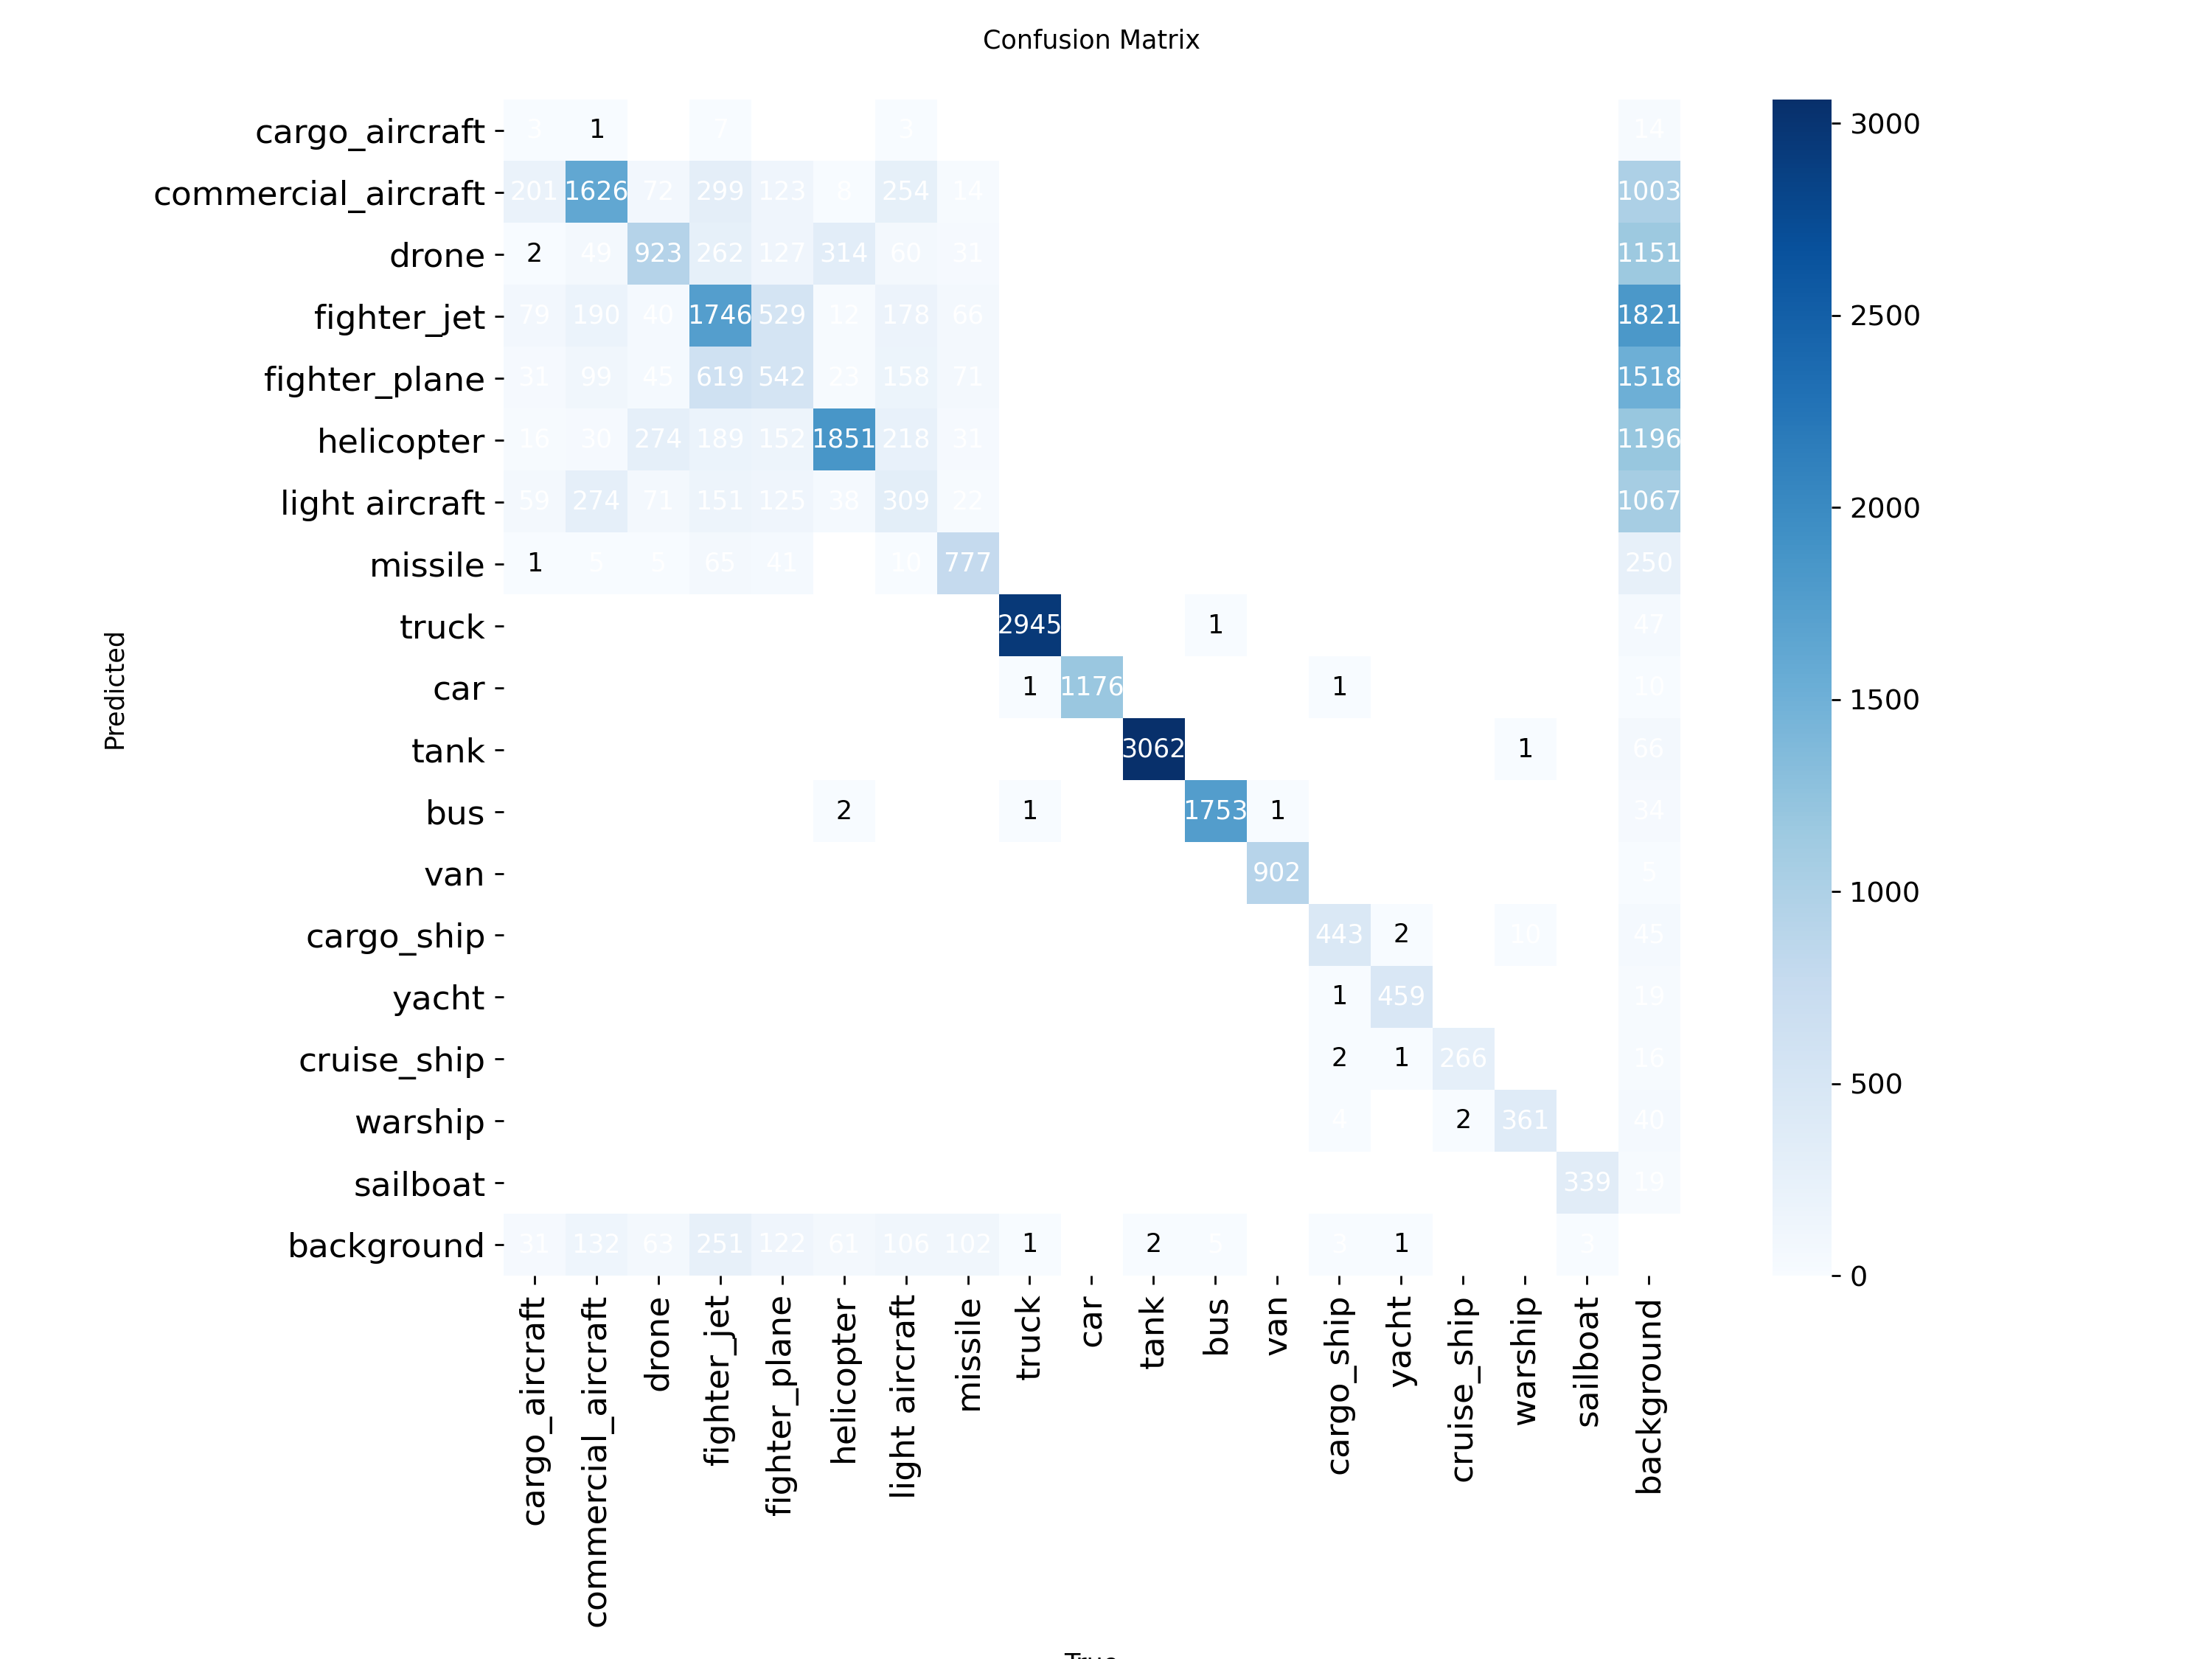 Confusion Matrix
cargo_aircraft 3 1 7 3 14
commercial_aircraft 201 1626 72 299 123 8 254 14 1003
drone 2 49 923 262 127 314 60 31 1151
fighter_jet 79 190 40 1746 529 12 178 66 1821
fighter_plane 31 99 45 619 542 23 158 71 1518
helicopter 16 30 274 189 152 1851 218 31 1196
light aircraft 59 274 71 151 125 38 309 22 1067
missile 1 5 5 65 41 10 777 250
truck 2945 1 47
car 1 1176 1 10
tank 3062 1 66
bus 2 1 1753 1 34
van 902 5
cargo_ship 443 2 10 45
yacht 1 459 19
cruise_ship 2 1 266 16
warship 4 2 361 40
sailboat 339 19
background 31 132 63 251 122 61 106 102 1 2 5 3 1 3
Predicted
cargo_aircraft
commercial_aircraft
drone
fighter_jet
fighter_plane
helicopter
light aircraft
missile
truck
car
tank
bus
van
cargo_ship
yacht
cruise_ship
warship
sailboat
background
True
3000
2500
2000
1500
1000
500
0